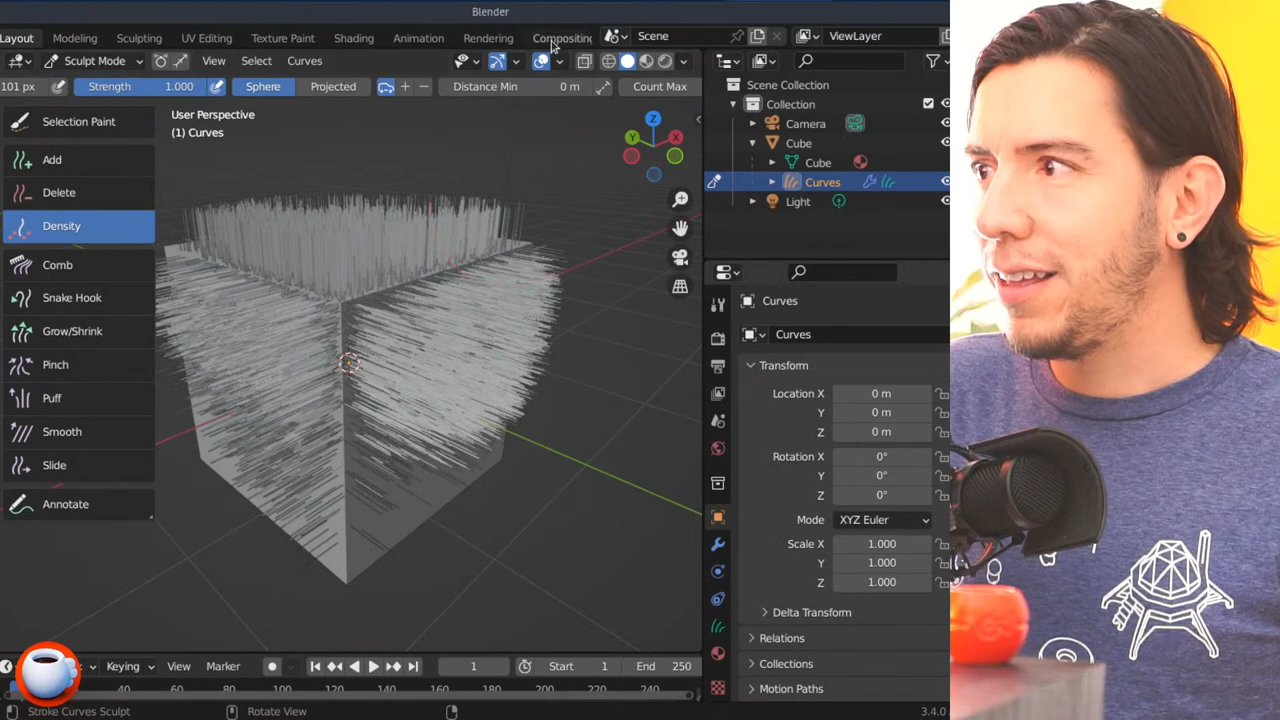 Blender
Layout Modeling Sculpting UV Editing Texture Paint Shading Animation Rendering Compositin Scene ViewLayer
Sculpt Mode View Select Curves
101 px Strength 1.000 Sphere Projected Distance Min 0 m Count Max
User Perspective
(1) Curves
Selection Paint
Add
Delete
Density
Comb
Snake Hook
Grow/Shrink
Pinch
Puff
Smooth
Slide
Annotate
Z
Y
X
Scene Collection
Collection
Camera
Cube
Cube
Curves
Light
Curves
Curves
Transform
Location X 0 m
Y 0 m
Z 0 m
Rotation X 0°
Y 0°
Z 0°
Mode XYZ Euler
Scale X 1.000
Y 1.000
Z 1.000
Delta Transform
Relations
Collections
Motion Paths
Keying View Marker 1 Start 1 End 250
40 60 80 100 120 140 160 180 200 220 240
Stroke Curves Sculpt Rotate View 3.4.0